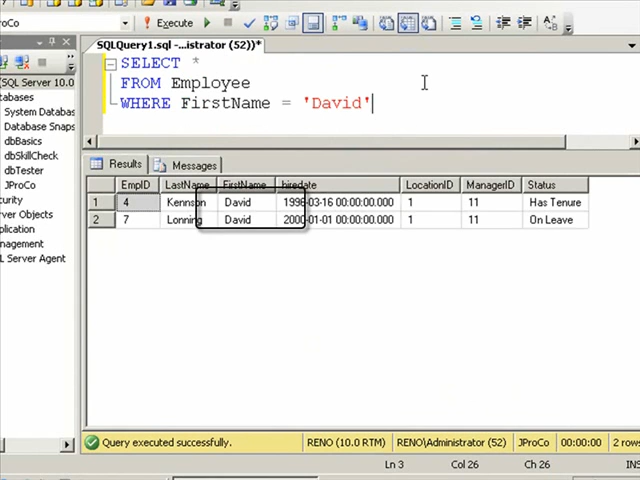 roCo
Execute
SQLQuery1.sql -...istrator (52))*
SELECT *
FROM Employee
WHERE FirstName = 'David'
(SQL Server 10.0
tabases
System Databas
Database Snaps
dbBasics
dbSkillCheck
dbTester
JProCo
curity
rver Objects
plication
nagement
L Server Agent
Results Messages
EmpID LastName FirstName hiredate LocationID ManagerID Status
1 4 Kennson David 1996-03-16 00:00:00.000 1 11 Has Tenure
2 7 Lonning David 2000-01-01 00:00:00.000 1 11 On Leave
Query executed successfully. RENO (10.0 RTM) RENO\Administrator (52) JProCo 00:00:00 2 rows
Ln 3 Col 26 Ch 26 INS